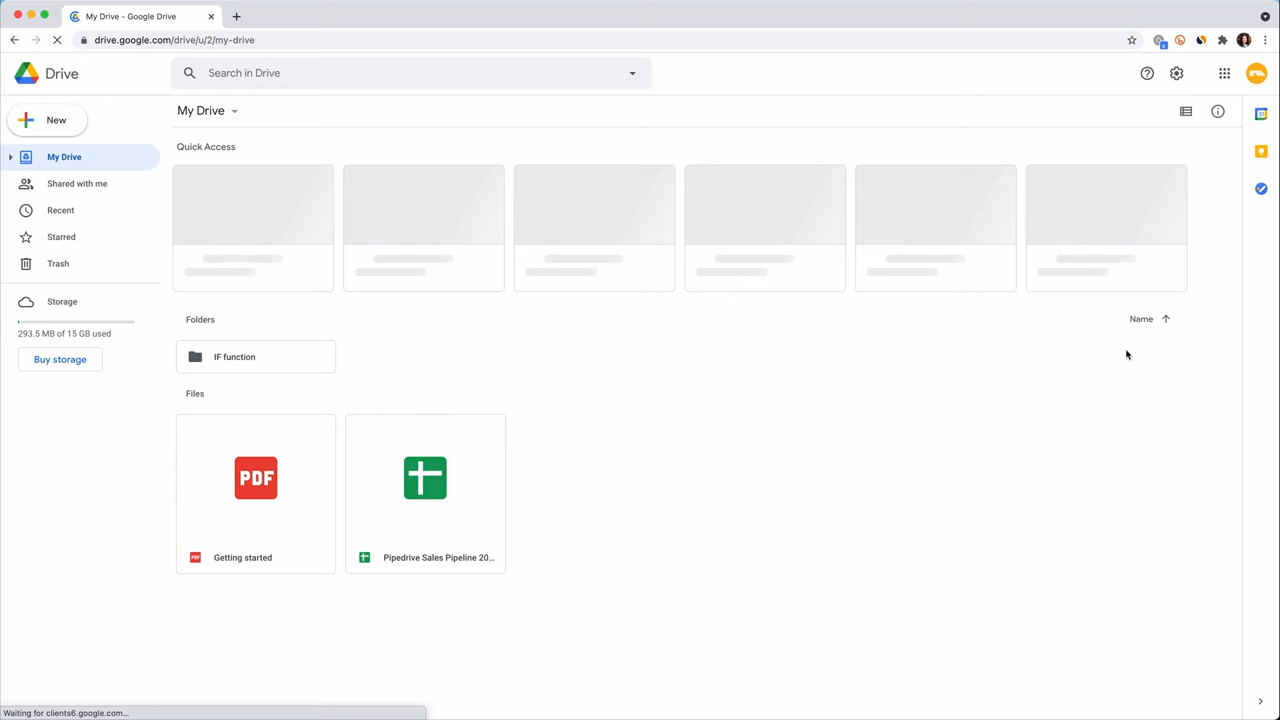 My Drive - Google Drive
drive.google.com/drive/u/2/my-drive
Drive
Search in Drive
New
My Drive
Quick Access
My Drive
Shared with me
Recent
Starred
Trash
Storage
293.5 MB of 15 GB used
Buy storage
Folders
Name
IF function
Files
PDF
PDF Getting started
Pipedrive Sales Pipeline 20...
Waiting for clients6.google.com...